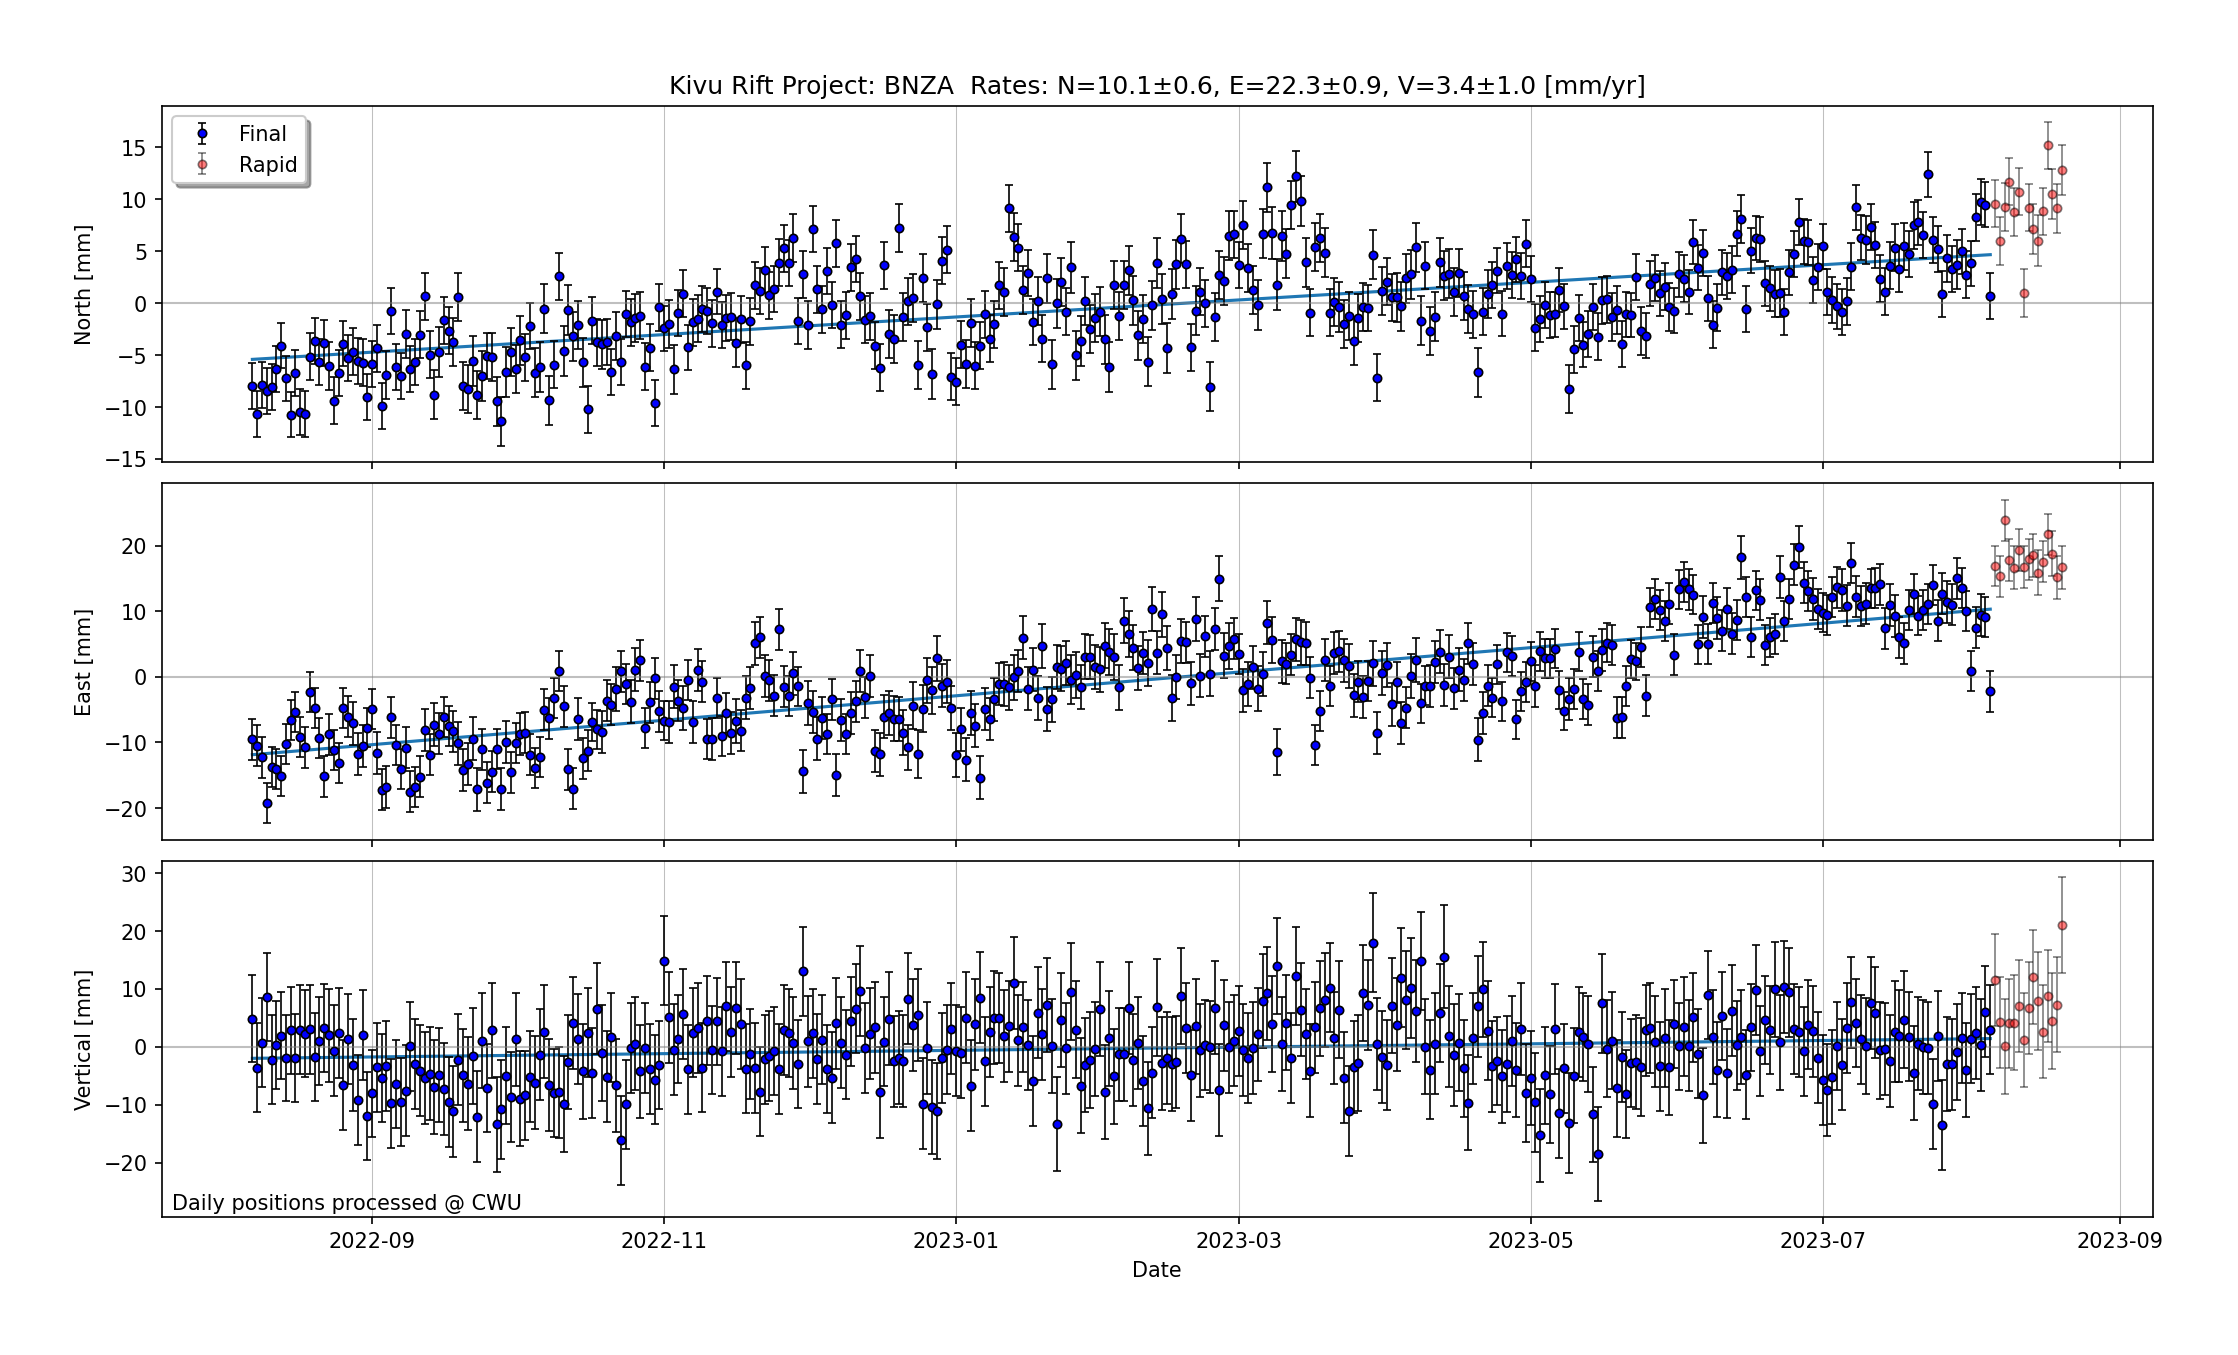 Kivu Rift Project: BNZA  Rates: N=10.1±0.6, E=22.3±0.9, V=3.4±1.0 [mm/yr]
Final
Rapid
North [mm]
15
10
5
0
−5
−10
−15
East [mm]
20
10
0
−10
−20
Vertical [mm]
30
20
10
0
−10
−20
Daily positions processed @ CWU
2022-09 2022-11 2023-01 2023-03 2023-05 2023-07 2023-09
Date